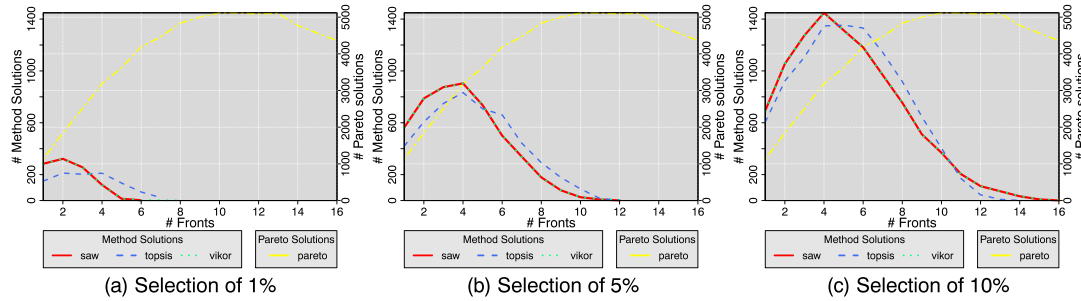 1400
1000
600
200
# Method Solutions
0 1000 2000 3000 4000 5000
# Pareto solutions
2 4 6 8 10 12 14 16
# Fronts
Method Solutions
saw topsis vikor
Pareto Solutions
pareto
(a) Selection of 1%
1400
1000
600
200
# Method Solutions
0 1000 2000 3000 4000 5000
# Pareto solutions
2 4 6 8 10 12 14 16
# Fronts
Method Solutions
saw topsis vikor
Pareto Solutions
pareto
(b) Selection of 5%
1400
1000
600
200
# Method Solutions
0 1000 2000 3000 4000 5000
# Pareto solutions
2 4 6 8 10 12 14 16
# Fronts
Method Solutions
saw topsis vikor
Pareto Solutions
pareto
(c) Selection of 10%